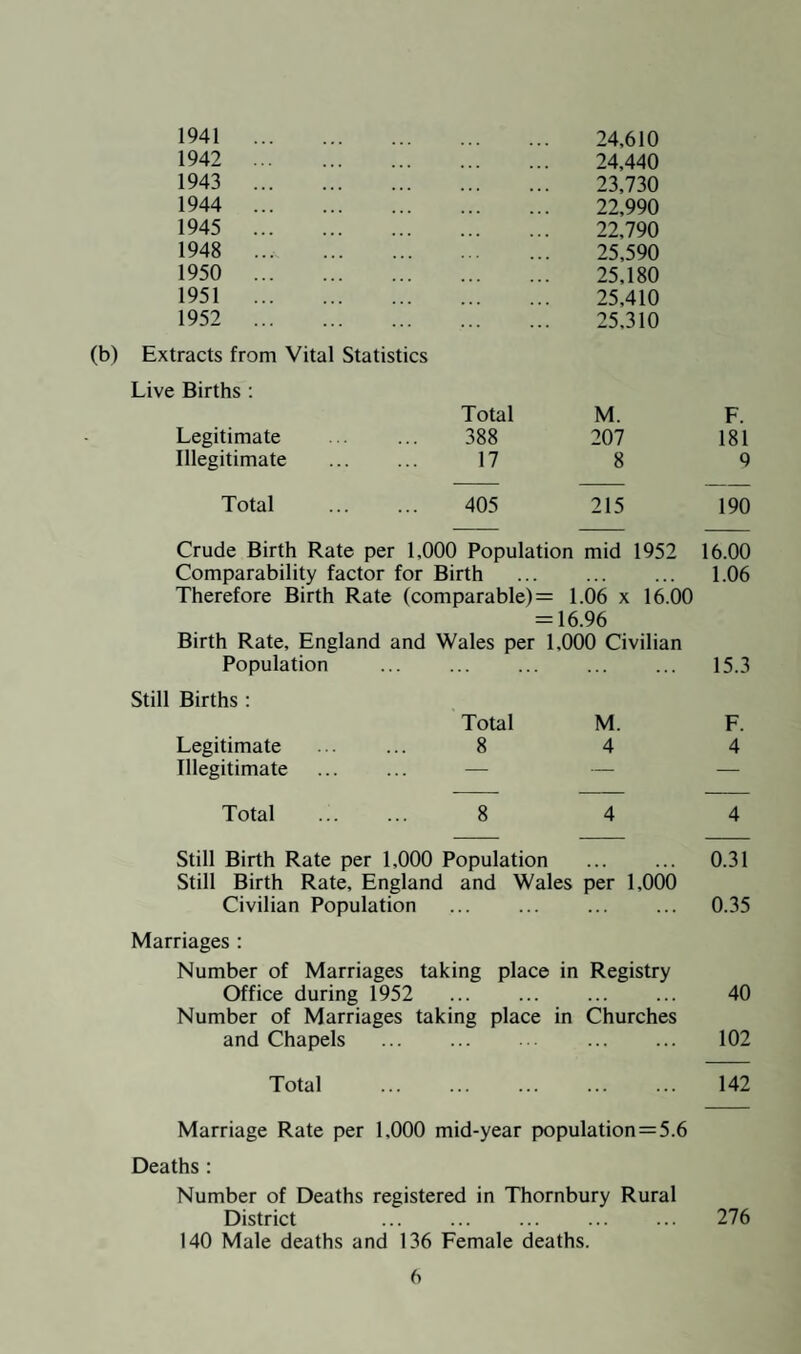 1941 ... ... ... ... ... 24,610
1942 ... ... ... ... ... 24,440
1943 ... ... ... ... ... 23,730
1944 ... ... ... ... ... 22,990
1945 ... ... ... ... ... 22,790
1948 ... ... ... ... ... 25,590
1950 ... ... ... ... ... 25,180
1951 ... ... ... ... ... 25,410
1952 ... ... ... ... ... 25,310
(b) Extracts from Vital Statistics
Live Births :
Total M. F.
Legitimate ... ... 388 207 181
Illegitimate ... ... 17 8 9
Total ... ... 405 215 190
Crude Birth Rate per 1,000 Population mid 1952 16.00
Comparability factor for Birth ... ... ... 1.06
Therefore Birth Rate (comparable)= 1.06 x 16.00
=16.96
Birth Rate, England and Wales per 1,000 Civilian
Population ... ... ... ... ... 15.3
Still Births :
Total M. F.
Legitimate ... ... 8 4 4
Illegitimate ... ... — — —
Total ... ... 8 4 4
Still Birth Rate per 1,000 Population ... ... 0.31
Still Birth Rate, England and Wales per 1,000
Civilian Population ... ... ... ... 0.35
Marriages :
Number of Marriages taking place in Registry
Office during 1952 ... ... ... ... 40
Number of Marriages taking place in Churches
and Chapels ... ... ... ... ... 102
Total ... ... ... ... ... 142
Marriage Rate per 1,000 mid-year population=5.6
Deaths :
Number of Deaths registered in Thornbury Rural
District ... ... ... ... ... 276
140 Male deaths and 136 Female deaths.
6